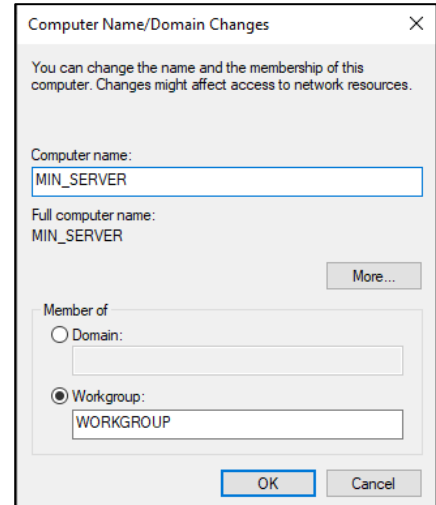 Computer Name/Domain Changes
You can change the name and the membership of this
computer. Changes might affect access to network resources.
Computer name:
MIN_SERVER
Full computer name:
MIN_SERVER
More...
Member of
Domain:
Workgroup:
WORKGROUP
OK Cancel